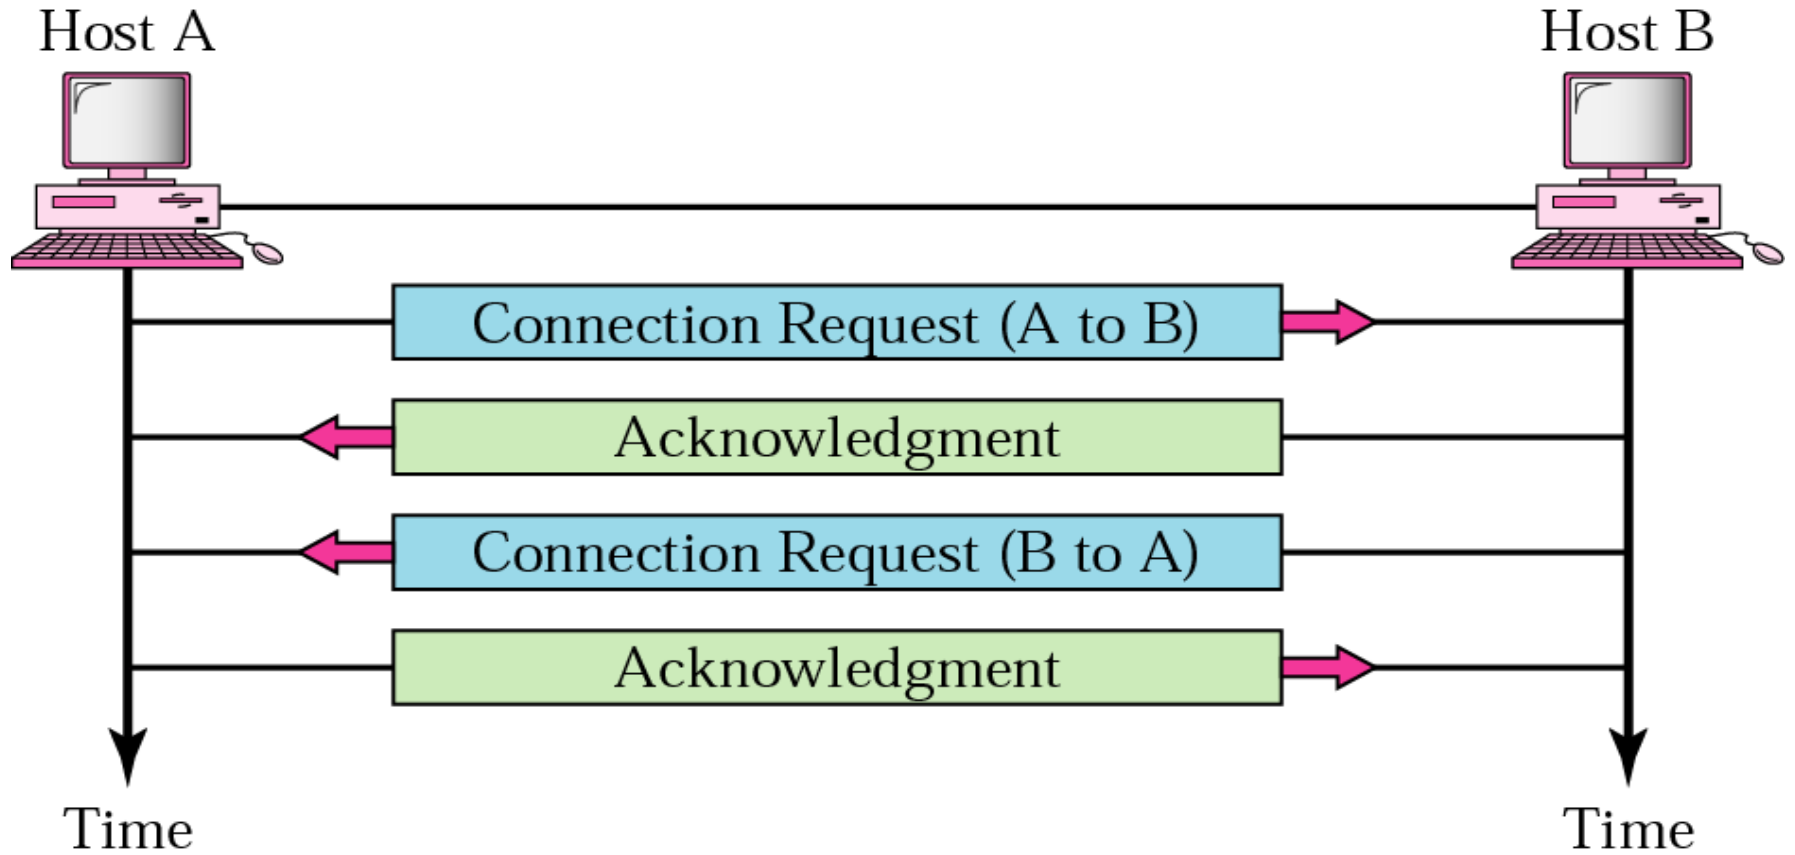 Host A
Host B
Connection Request (A to B)
Acknowledgment
Connection Request (B to A)
Acknowledgment
Time
Time